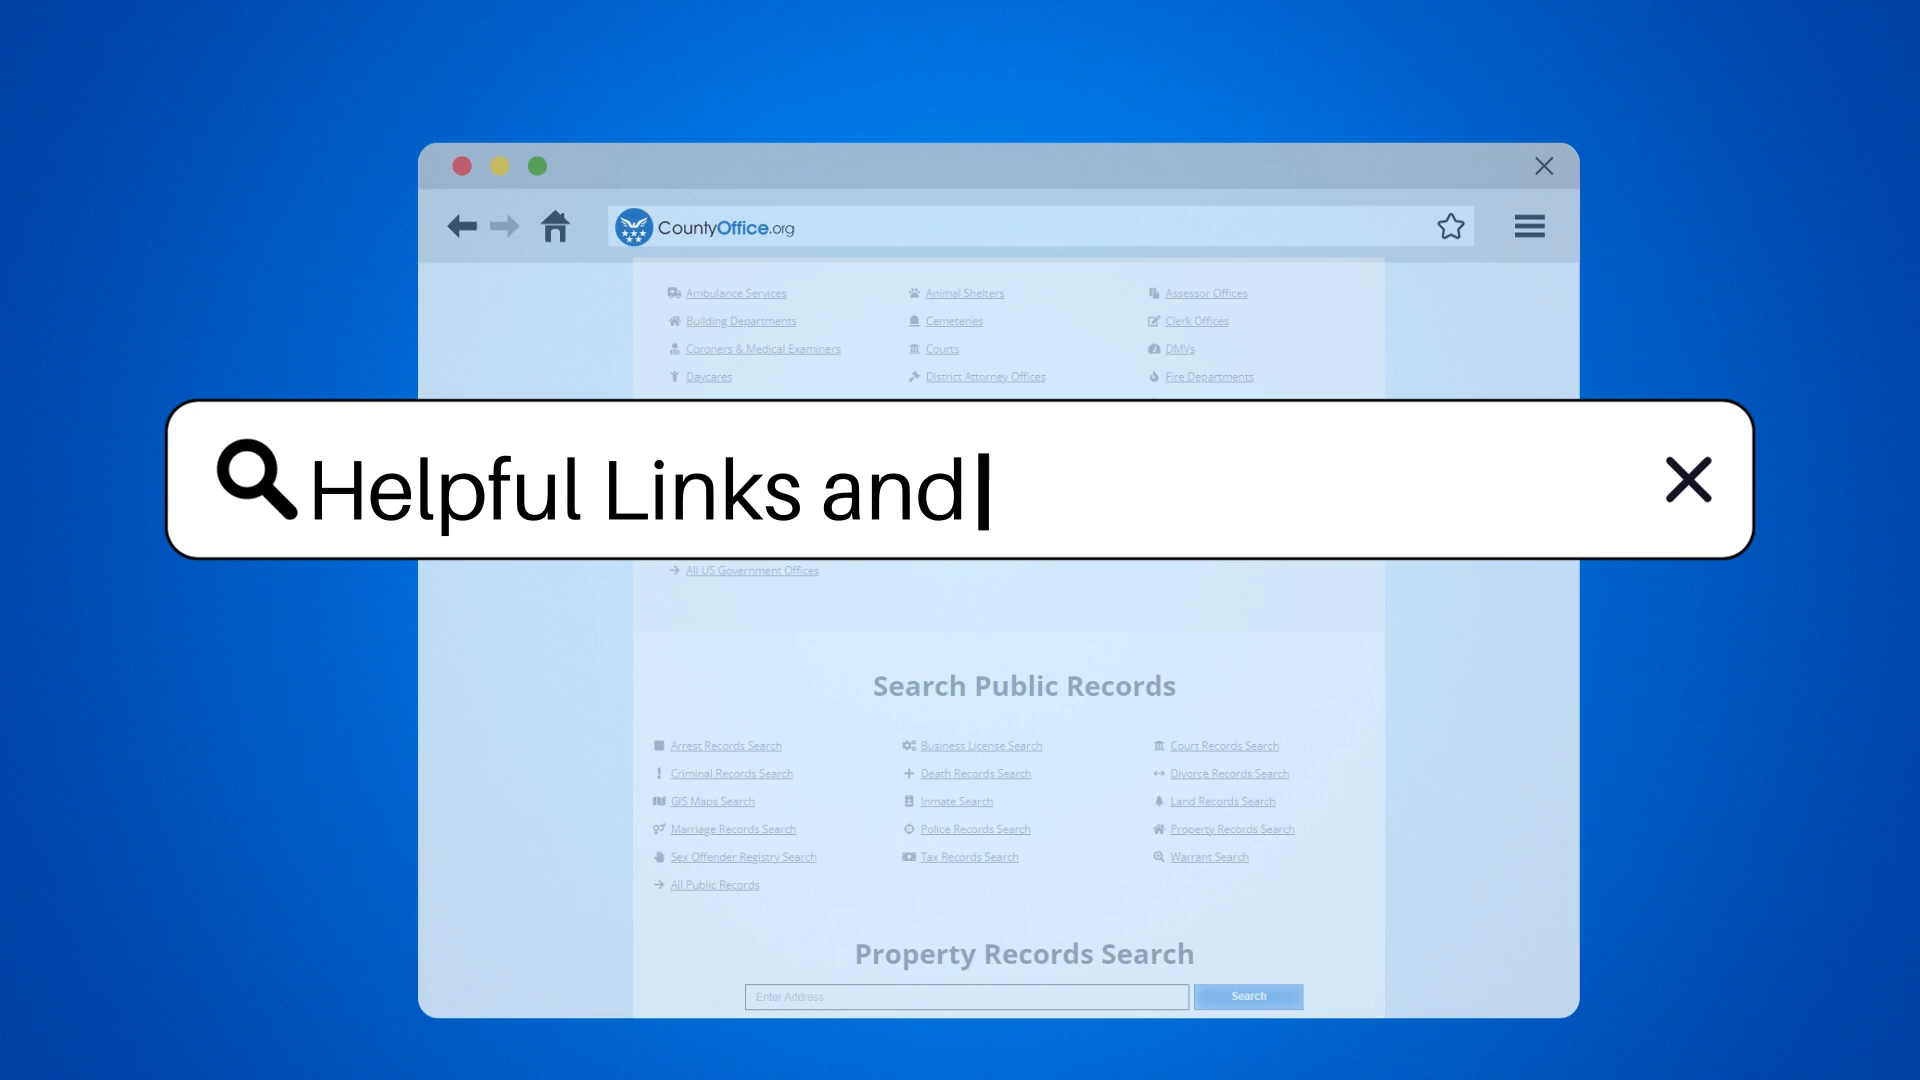 CountyOffice.org
Ambulance Services Animal Shelters Assessor Offices
Building Departments Cemeteries Clerk Offices
Coroners & Medical Examiners Courts DMVs
Daycares District Attorney Offices Fire Departments
Helpful Links and
All US Government Offices
Search Public Records
Arrest Records Search Business License Search Court Records Search
Criminal Records Search Death Records Search Divorce Records Search
GIS Maps Search Inmate Search Land Records Search
Marriage Records Search Police Records Search Property Records Search
Sex Offender Registry Search Tax Records Search Warrant Search
All Public Records
Property Records Search
Enter Address Search